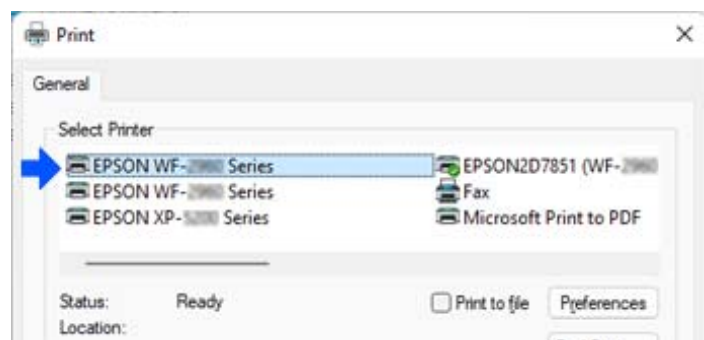 Print
General
Select Printer
EPSON WF- Series
EPSON WF- Series
EPSON XP- Series
EPSON2D7851 (WF-
Fax
Microsoft Print to PDF
Status: Ready
Print to file
Preferences
Location: